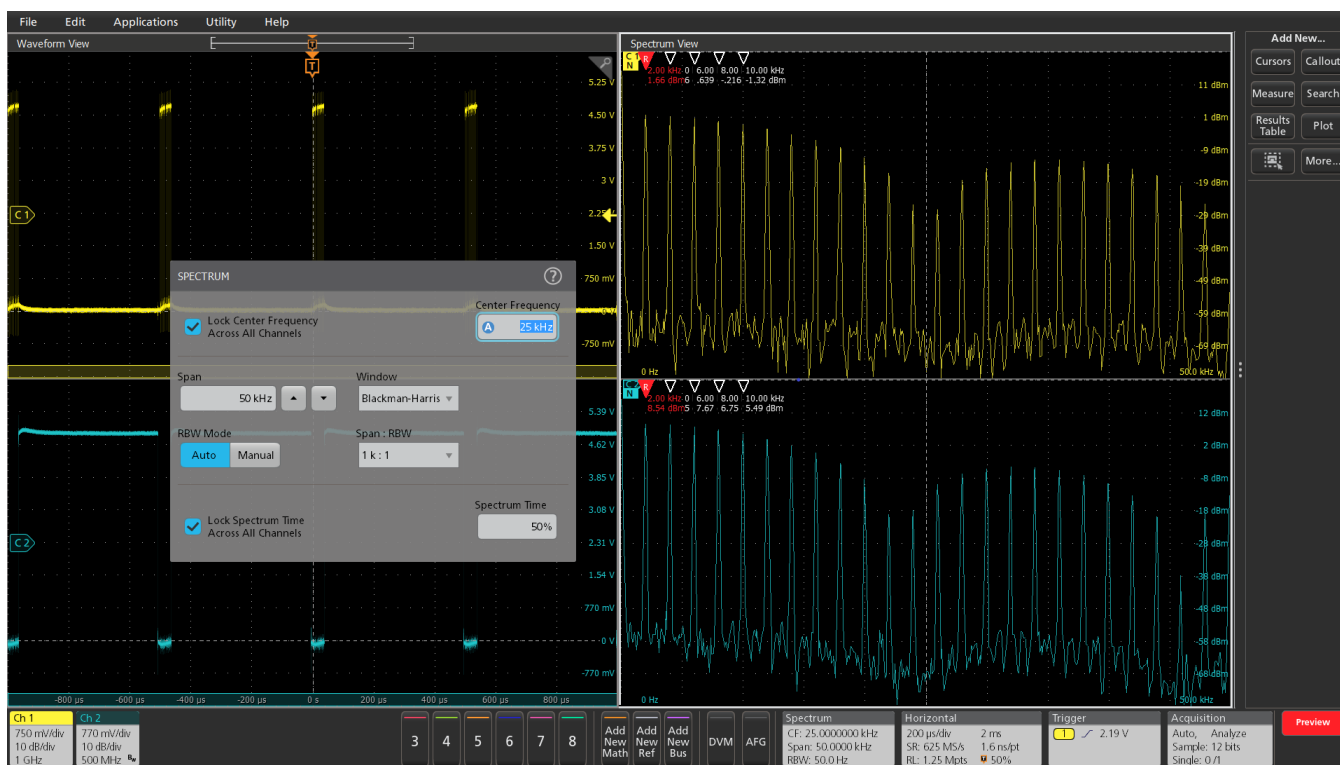 File Edit Applications Utility Help
Waveform View
T
T
5.25 V
4.50 V
3.75 V
3 V
2.25
1.50 V
750 mV
0 V
-750 mV
C1
5.39 V
4.62 V
3.85 V
3.08 V
2.31 V
1.54 V
770 mV
0 V
-770 mV
C2
-800 µs -600 µs -400 µs -200 µs 0 s 200 µs 400 µs 600 µs 800 µs
SPECTRUM ?
Lock Center Frequency
Across All Channels
Center Frequency
A 25 kHz
Span
50 kHz
Window
Blackman-Harris
RBW Mode
Auto Manual
Span : RBW
1 k : 1
Lock Spectrum Time
Across All Channels
Spectrum Time
50%
Spectrum View
C 1
N
R
2.00 kHz 0 6.00 8.00 10.00 kHz
1.66 dBm 6 .639 -.216 -1.32 dBm
11 dBm
1 dBm
-9 dBm
-19 dBm
-29 dBm
-39 dBm
-49 dBm
-59 dBm
-69 dBm
0 Hz 50.0 kHz
N
R
2.00 kHz 0 6.00 8.00 10.00 kHz
8.54 dBm 5 7.67 6.75 5.49 dBm
12 dBm
2 dBm
-8 dBm
-18 dBm
-28 dBm
-38 dBm
-48 dBm
-58 dBm
-68 dBm
0 Hz 50.0 kHz
Add New...
Cursors Callout
Measure Search
Results
Table
Plot
More...
Ch 1
750 mV/div
10 dB/div
1 GHz
Ch 2
770 mV/div
10 dB/div
500 MHz Bw
3 4 5 6 7 8
Add
New
Math
Add
New
Ref
Add
New
Bus
DVM AFG
Spectrum
CF: 25.0000000 kHz
Span: 50.0000 kHz
RBW: 50.0 Hz
Horizontal
200 µs/div 2 ms
SR: 625 MS/s 1.6 ns/pt
RL: 1.25 Mpts 50%
Trigger
1 2.19 V
Acquisition
Auto, Analyze
Sample: 12 bits
Single: 0 /1
Preview